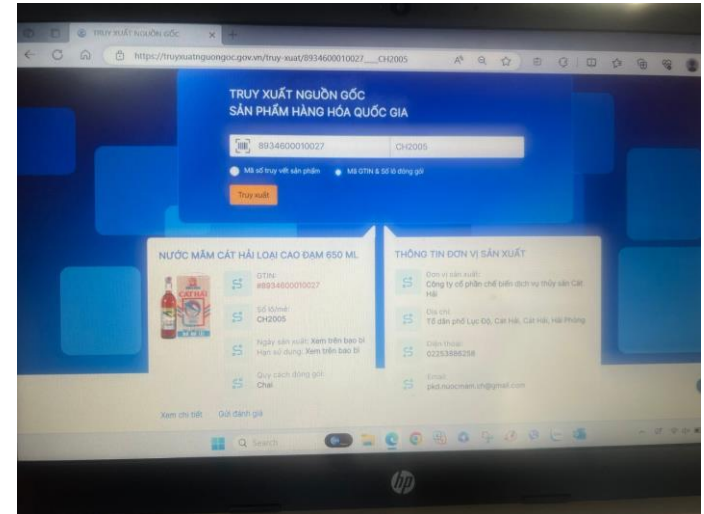 TRUY XUẤT NGUỒN GỐC
https://truyxuatnguongoc.gov.vn/truy-xuat/8934600010027___CH2005
TRUY XUẤT NGUỒN GỐC
SẢN PHẨM HÀNG HÓA QUỐC GIA
8934600010027 CH2005
Mã số truy vết sản phẩm Mã GTIN & Số lô đóng gói
Truy xuất
NƯỚC MẮM CÁT HẢI LOẠI CAO ĐẠM 650 ML
GTIN:
#8934600010027
CÁT HẢI
Số lô/mẻ:
CH2005
Ngày sản xuất: Xem trên bao bì
Hạn sử dụng: Xem trên bao bì
Quy cách đóng gói:
Chai
Xem chi tiết Gửi đánh giá
THÔNG TIN ĐƠN VỊ SẢN XUẤT
Đơn vị sản xuất:
Công ty cổ phần chế biến dịch vụ thủy sản Cát
Hải
Địa chỉ:
Tổ dân phố Lục Độ, Cát Hải, Cát Hải, Hải Phòng
Điện thoại:
02253886258
Email:
pkd.nuocmam.ch@gmail.com
Search
hp